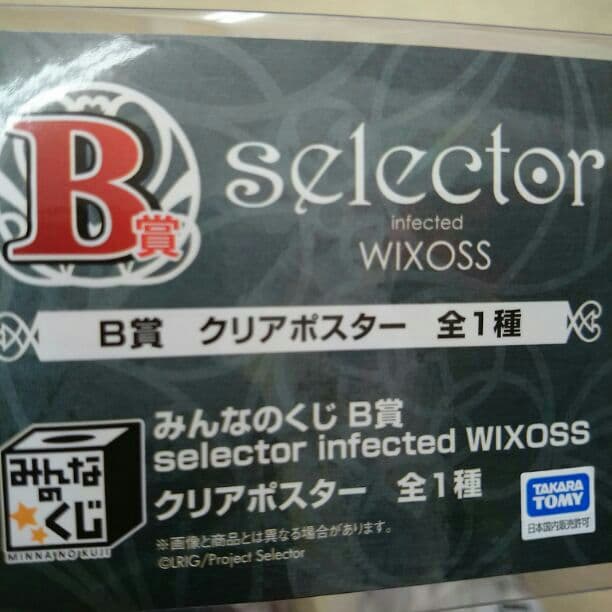 B賞
selector
infected
WIXOSS
B賞 クリアポスター 全1種
みんなのくじ B賞
selector infected WIXOSS
クリアポスター 全1種
みんな
の
くじ
MINNA NO KUJI
※画像と商品とは異なる場合があります。
©LRIG/Project Selector
TAKARA
TOMY
日本国内販売許可